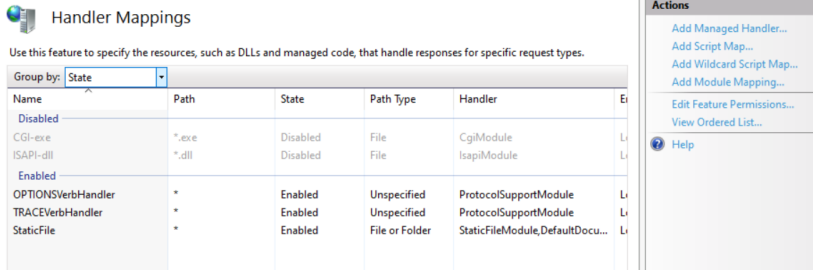 Handler Mappings
Use this feature to specify the resources, such as DLLs and managed code, that handle responses for specific request types.
Group by: State
Name Path State Path Type Handler
Disabled
CGI-exe *.exe Disabled File CgiModule
ISAPI-dll *.dll Disabled File IsapiModule
Enabled
OPTIONSVerbHandler * Enabled Unspecified ProtocolSupportModule
TRACEVerbHandler * Enabled Unspecified ProtocolSupportModule
StaticFile * Enabled File or Folder StaticFileModule,DefaultDocu...
Actions
Add Managed Handler...
Add Script Map...
Add Wildcard Script Map...
Add Module Mapping...
Edit Feature Permissions...
View Ordered List...
Help